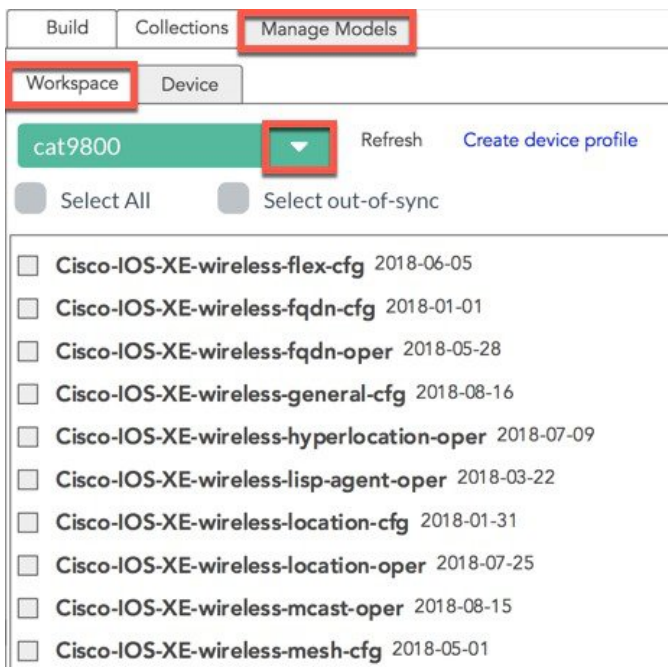 Build Collections Manage Models
Workspace Device
cat9800 Refresh Create device profile
Select All Select out-of-sync
Cisco-IOS-XE-wireless-flex-cfg 2018-06-05
Cisco-IOS-XE-wireless-fqdn-cfg 2018-01-01
Cisco-IOS-XE-wireless-fqdn-oper 2018-05-28
Cisco-IOS-XE-wireless-general-cfg 2018-08-16
Cisco-IOS-XE-wireless-hyperlocation-oper 2018-07-09
Cisco-IOS-XE-wireless-lisp-agent-oper 2018-03-22
Cisco-IOS-XE-wireless-location-cfg 2018-01-31
Cisco-IOS-XE-wireless-location-oper 2018-07-25
Cisco-IOS-XE-wireless-mcast-oper 2018-08-15
Cisco-IOS-XE-wireless-mesh-cfg 2018-05-01